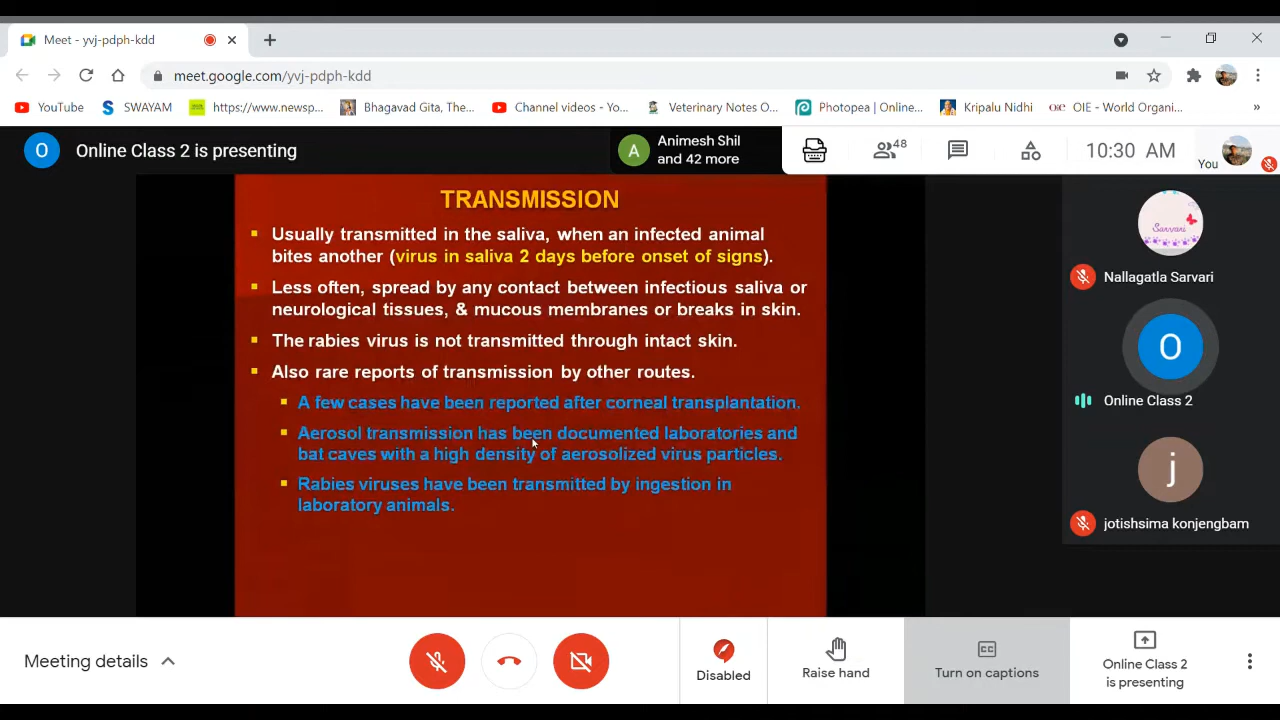 Meet - yvj-pdph-kdd
meet.google.com/yvj-pdph-kdd
YouTube
S SWAYAM
https://www.newsp...
Bhagavad Gita, The...
Channel videos - Yo...
Veterinary Notes O...
Photopea | Online...
Kripalu Nidhi
OIE OIE - World Organi...
»
O Online Class 2 is presenting
A Animesh Shil
and 42 more
48
10:30 AM
You
TRANSMISSION
Usually transmitted in the saliva, when an infected animal
bites another (virus in saliva 2 days before onset of signs).
Less often, spread by any contact between infectious saliva or
neurological tissues, & mucous membranes or breaks in skin.
The rabies virus is not transmitted through intact skin.
Also rare reports of transmission by other routes.
A few cases have been reported after corneal transplantation.
Aerosol transmission has been documented laboratories and
bat caves with a high density of aerosolized virus particles.
Rabies viruses have been transmitted by ingestion in
laboratory animals.
Sarvari
Nallagatla Sarvari
O
Online Class 2
j
jotishsima konjengbam
Meeting details
Disabled
Raise hand
CC
Turn on captions
Online Class 2
is presenting